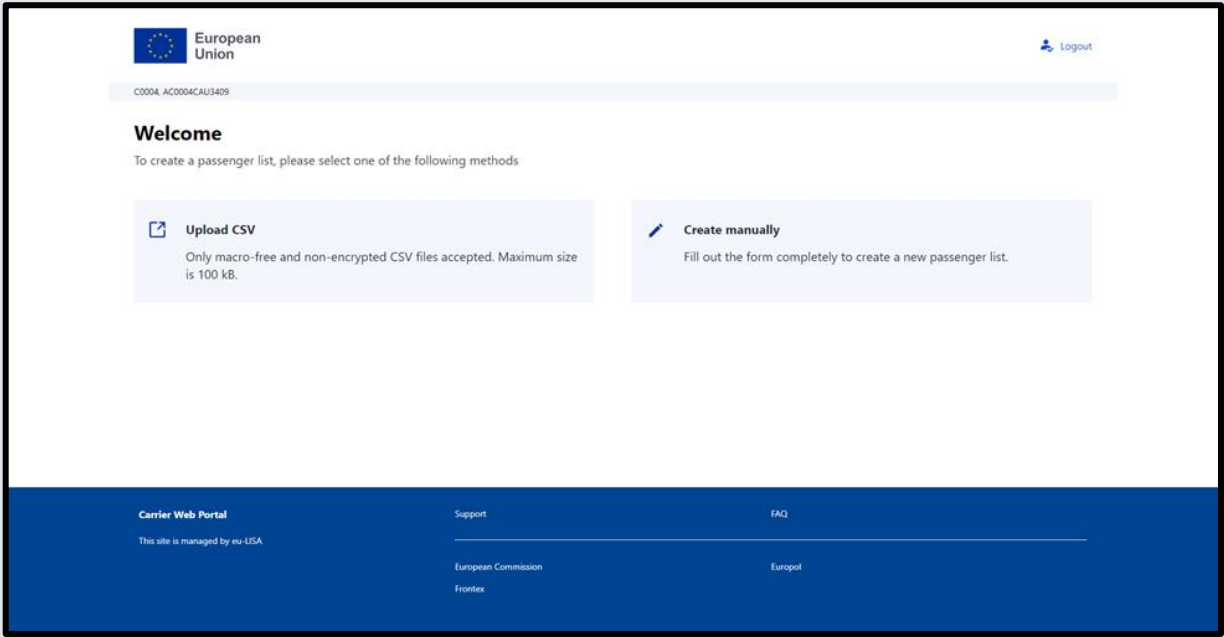 European
Union
Logout
C0004, AC0004CAU3409
Welcome
To create a passenger list, please select one of the following methods
Upload CSV
Only macro-free and non-encrypted CSV files accepted. Maximum size
is 100 kB.
Create manually
Fill out the form completely to create a new passenger list.
Carrier Web Portal
This site is managed by eu-LISA
Support
FAQ
European Commission
Europol
Frontex